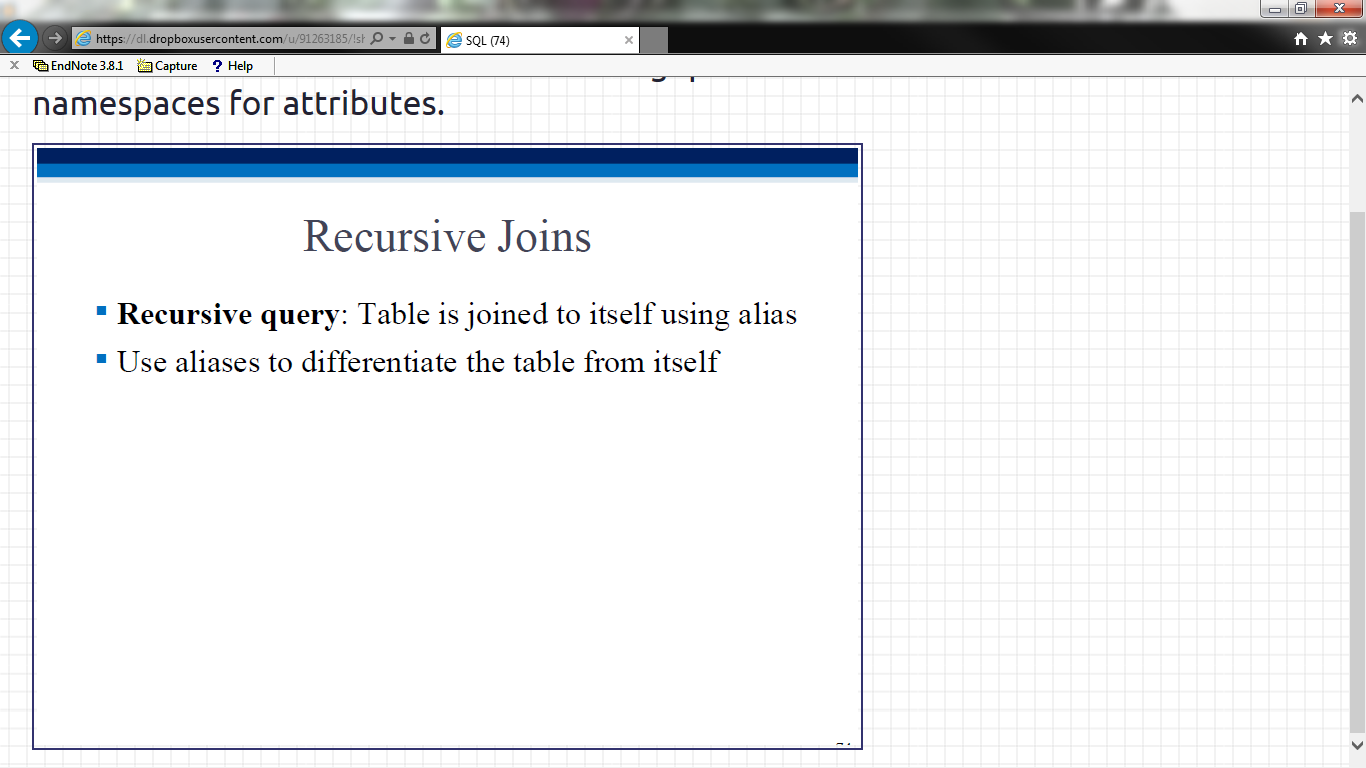 https://dl.dropboxusercontent.com/u/91263185/!sh
SQL (74)
EndNote 3.8.1 Capture ? Help
namespaces for attributes.
Recursive Joins
Recursive query: Table is joined to itself using alias
Use aliases to differentiate the table from itself